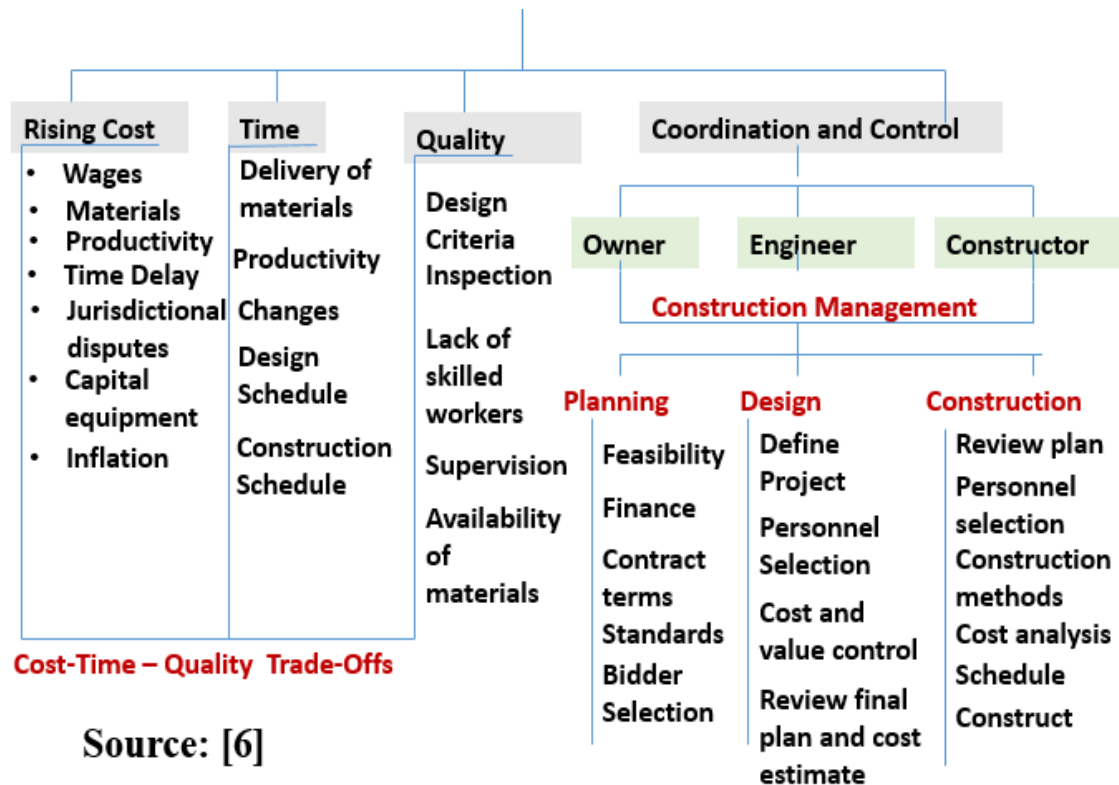 Rising Cost
• Wages
• Materials
• Productivity
• Time Delay
• Jurisdictional
disputes
• Capital
equipment
• Inflation
Time
Delivery of
materials
Productivity
Changes
Design
Schedule
Construction
Schedule
Quality
Design
Criteria
Inspection
Lack of
skilled
workers
Supervision
Availability
of
materials
Cost-Time – Quality Trade-Offs
Coordination and Control
Owner
Engineer
Constructor
Construction Management
Planning
Feasibility
Finance
Contract
terms
Standards
Bidder
Selection
Design
Define
Project
Personnel
Selection
Cost and
value control
Review final
plan and cost
estimate
Construction
Review plan
Personnel
selection
Construction
methods
Cost analysis
Schedule
Construct
Source: [6]